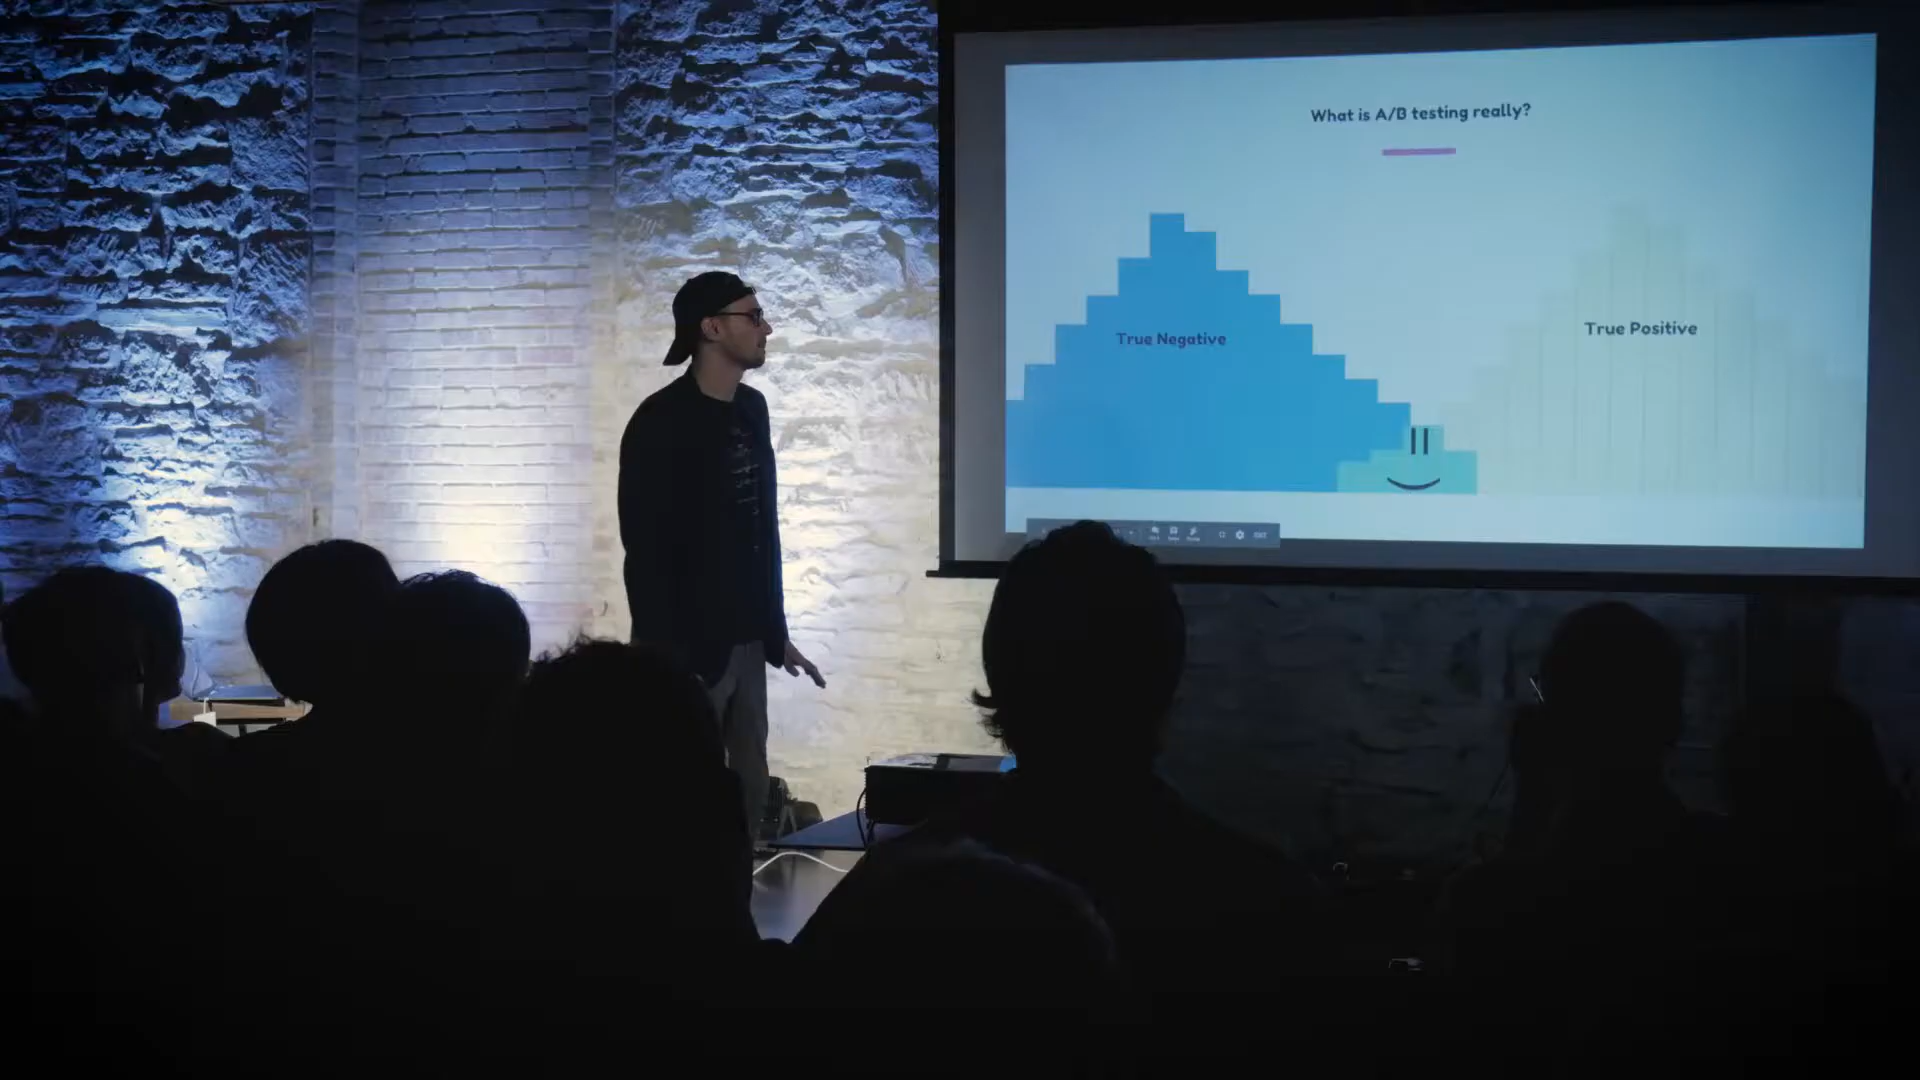 What is A/B testing really?
True Negative
True Positive